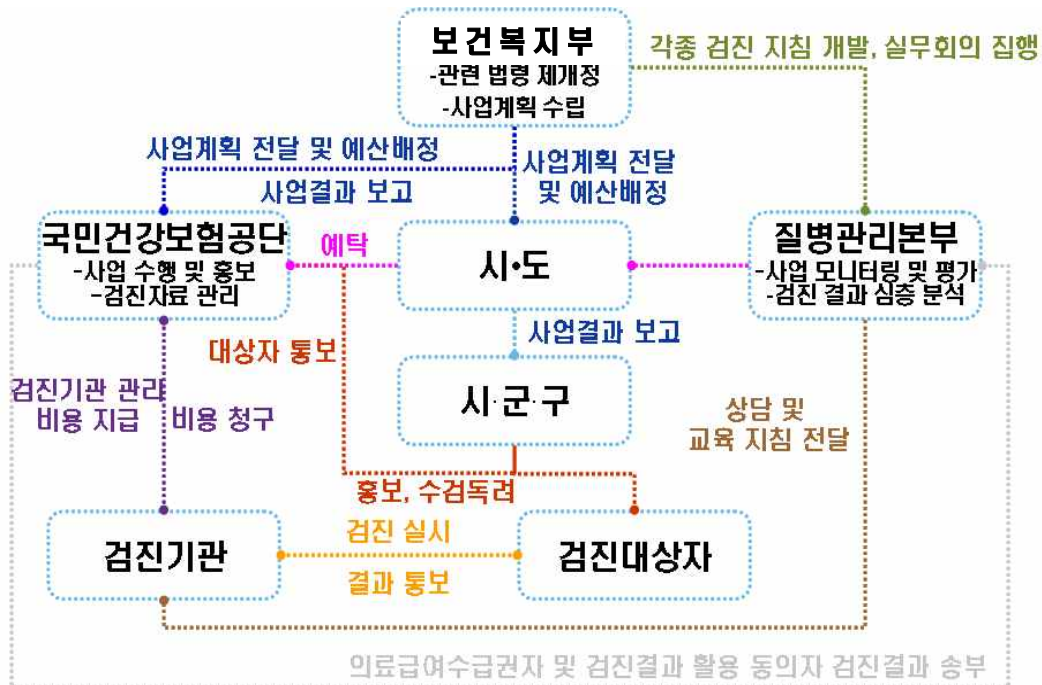 보건복지부
-관련 법령 제개정
-사업계획 수립
각종 검진 지침 개발, 실무회의 집행
사업계획 전달 및 예산배정
사업결과 보고
사업계획 전달
및 예산배정
국민건강보험공단
-사업 수행 및 홍보
-검진자료 관리
예탁
시•도
질병관리본부
-사업 모니터링 및 평가
-검진 결과 심층 분석
사업결과 보고
대상자 통보
시·군·구
검진기관 관리
비용 지급
비용 청구
상담 및
교육 지침 전달
홍보, 수검독려
검진기관
검진 실시
결과 통보
검진대상자
의료급여수급권자 및 검진결과 활용 동의자 검진결과 송부